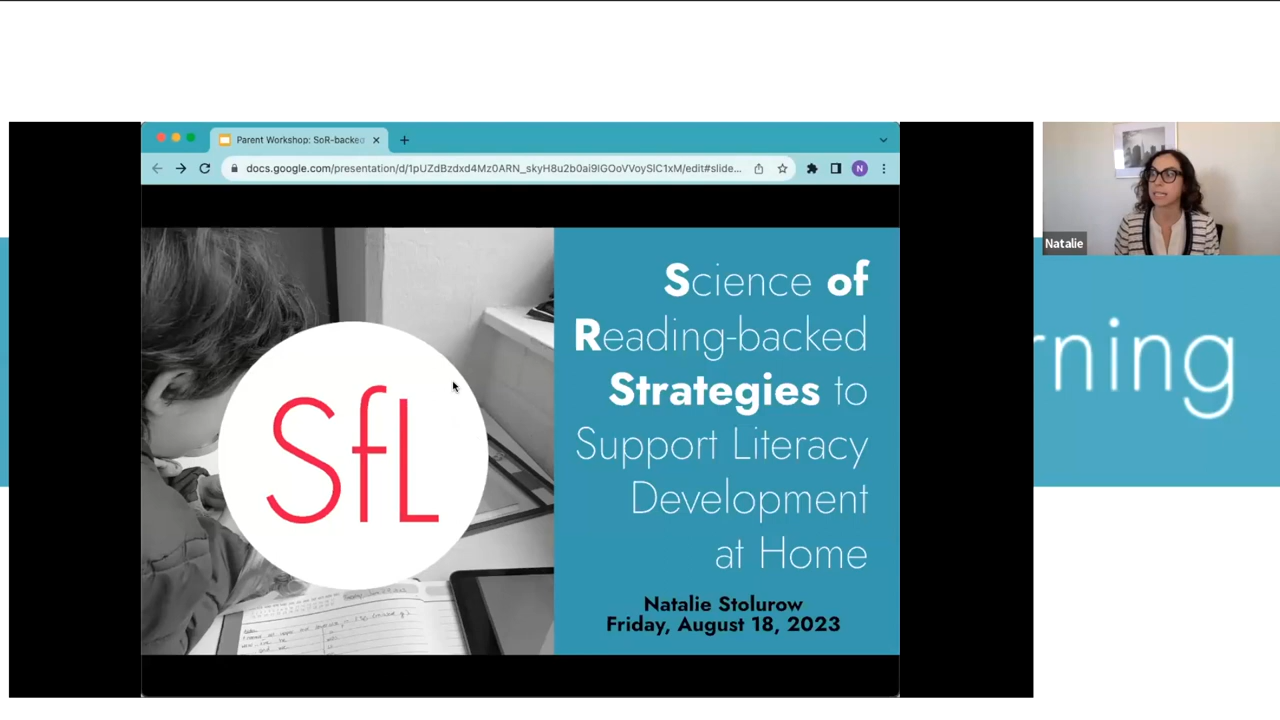 Parent Workshop: SoR-backed
docs.google.com/presentation/d/1pUZdBzdxd4Mz0ARN_skyH8u2b0ai9IGOoVVoySlC1xM/edit#slide...
N
SfL
Science of
Reading-backed
Strategies to
Support Literacy
Development
at Home
Natalie Stolurow
Friday, August 18, 2023
Natalie
rning